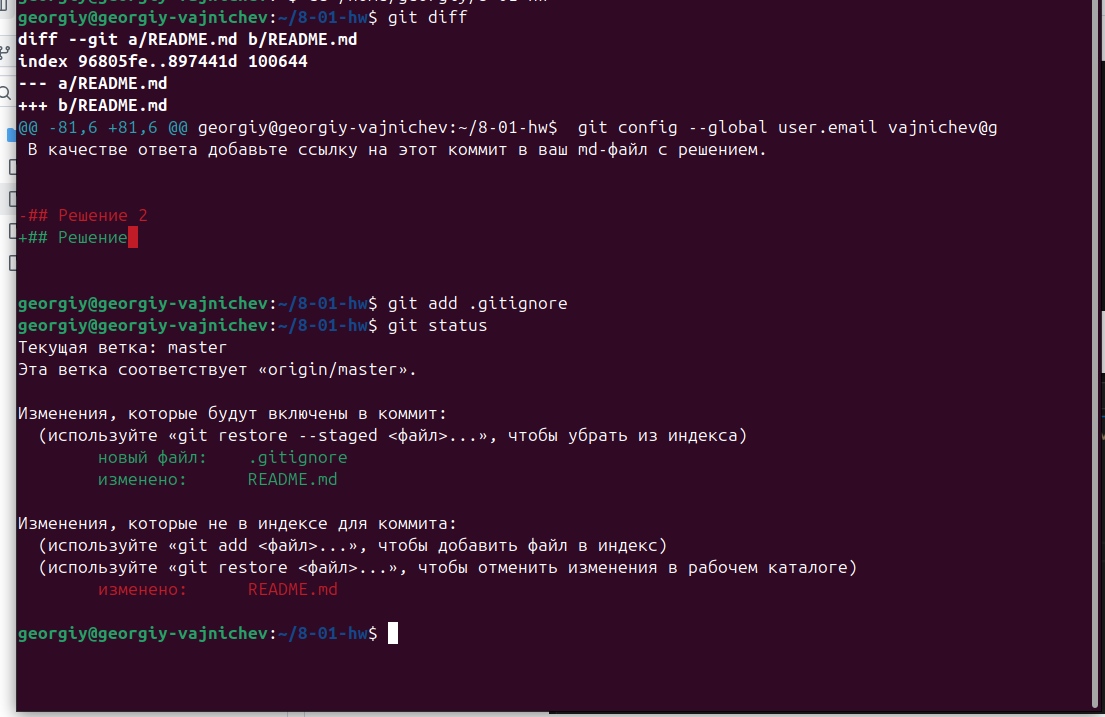 georgiy@georgiy-vajnichev:~/8-01-hw$ git diff
diff --git a/README.md b/README.md
index 96805fe..897441d 100644
--- a/README.md
+++ b/README.md
@@ -81,6 +81,6 @@ georgiy@georgiy-vajnichev:~/8-01-hw$  git config --global user.email vajnichev@g
 В качестве ответа добавьте ссылку на этот коммит в ваш md-файл с решением.
-## Решение 2
+## Решение
georgiy@georgiy-vajnichev:~/8-01-hw$ git add .gitignore
georgiy@georgiy-vajnichev:~/8-01-hw$ git status
Текущая ветка: master
Эта ветка соответствует «origin/master».
Изменения, которые будут включены в коммит:
  (используйте «git restore --staged <файл>...», чтобы убрать из индекса)
        новый файл:    .gitignore
        изменено:      README.md
Изменения, которые не в индексе для коммита:
  (используйте «git add <файл>...», чтобы добавить файл в индекс)
  (используйте «git restore <файл>...», чтобы отменить изменения в рабочем каталоге)
        изменено:      README.md
georgiy@georgiy-vajnichev:~/8-01-hw$